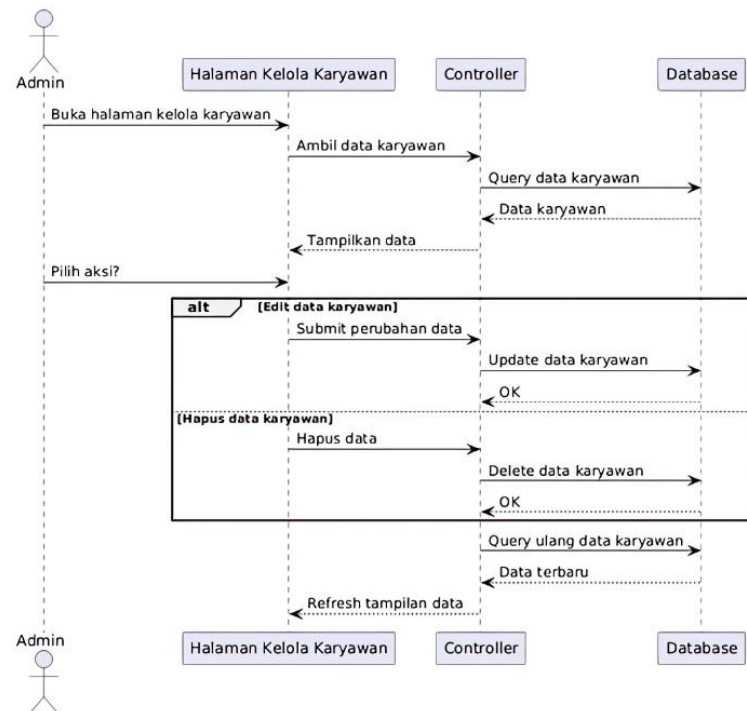 Admin
Halaman Kelola Karyawan
Controller
Database
Buka halaman kelola karyawan
Ambil data karyawan
Query data karyawan
Data karyawan
Tampilkan data
Pilih aksi?
alt [Edit data karyawan]
Submit perubahan data
Update data karyawan
OK
[Hapus data karyawan]
Hapus data
Delete data karyawan
OK
Query ulang data karyawan
Data terbaru
Refresh tampilan data
Admin
Halaman Kelola Karyawan
Controller
Database